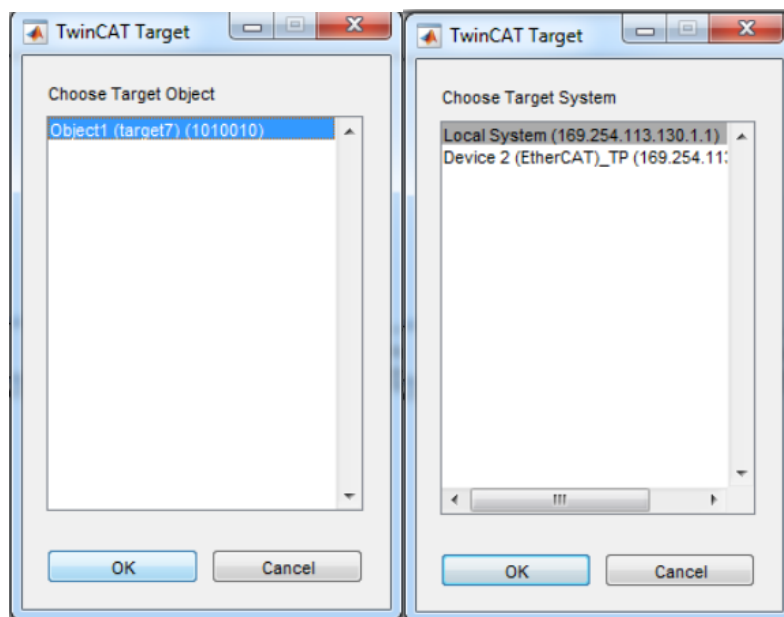 TwinCAT Target
Choose Target Object
Object1 (target7) (1010010)
OK Cancel
TwinCAT Target
Choose Target System
Local System (169.254.113.130.1.1)
Device 2 (EtherCAT)_TP (169.254.11
OK Cancel